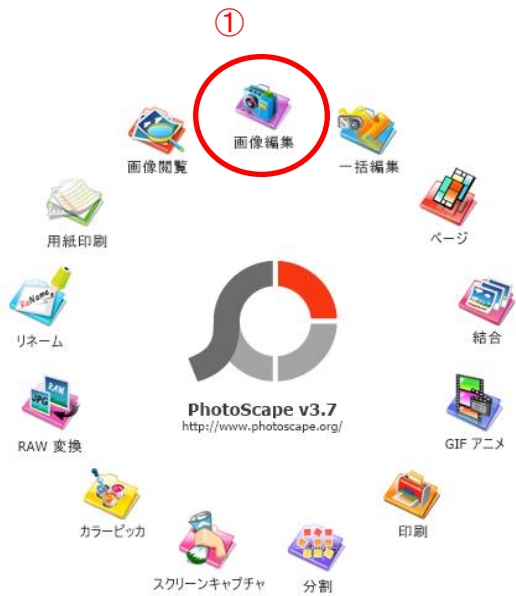 ①
画像編集
画像閲覧
一括編集
用紙印刷
ページ
ReName
リネーム
結合
PhotoScape v3.7
http://www.photoscape.org/
RAW
JPG
RAW 変換
GIF アニメ
カラーピッカ
印刷
スクリーンキャプチャ
分割